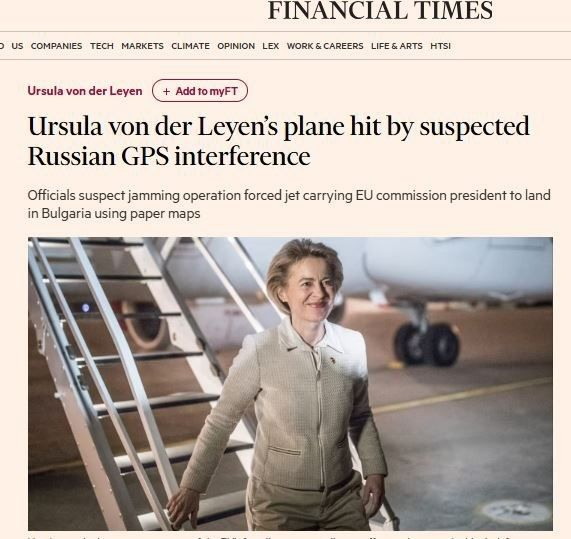 FINANCIAL TIMES
US COMPANIES TECH MARKETS CLIMATE OPINION LEX WORK & CAREERS LIFE & ARTS HTSI
Ursula von der Leyen + Add to myFT
Ursula von der Leyen’s plane hit by suspected
Russian GPS interference
Officials suspect jamming operation forced jet carrying EU commission president to land
in Bulgaria using paper maps